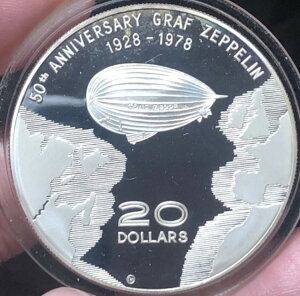 50th ANNIVERSARY GRAF ZEPPELIN
1928-1978
20
DOLLARS